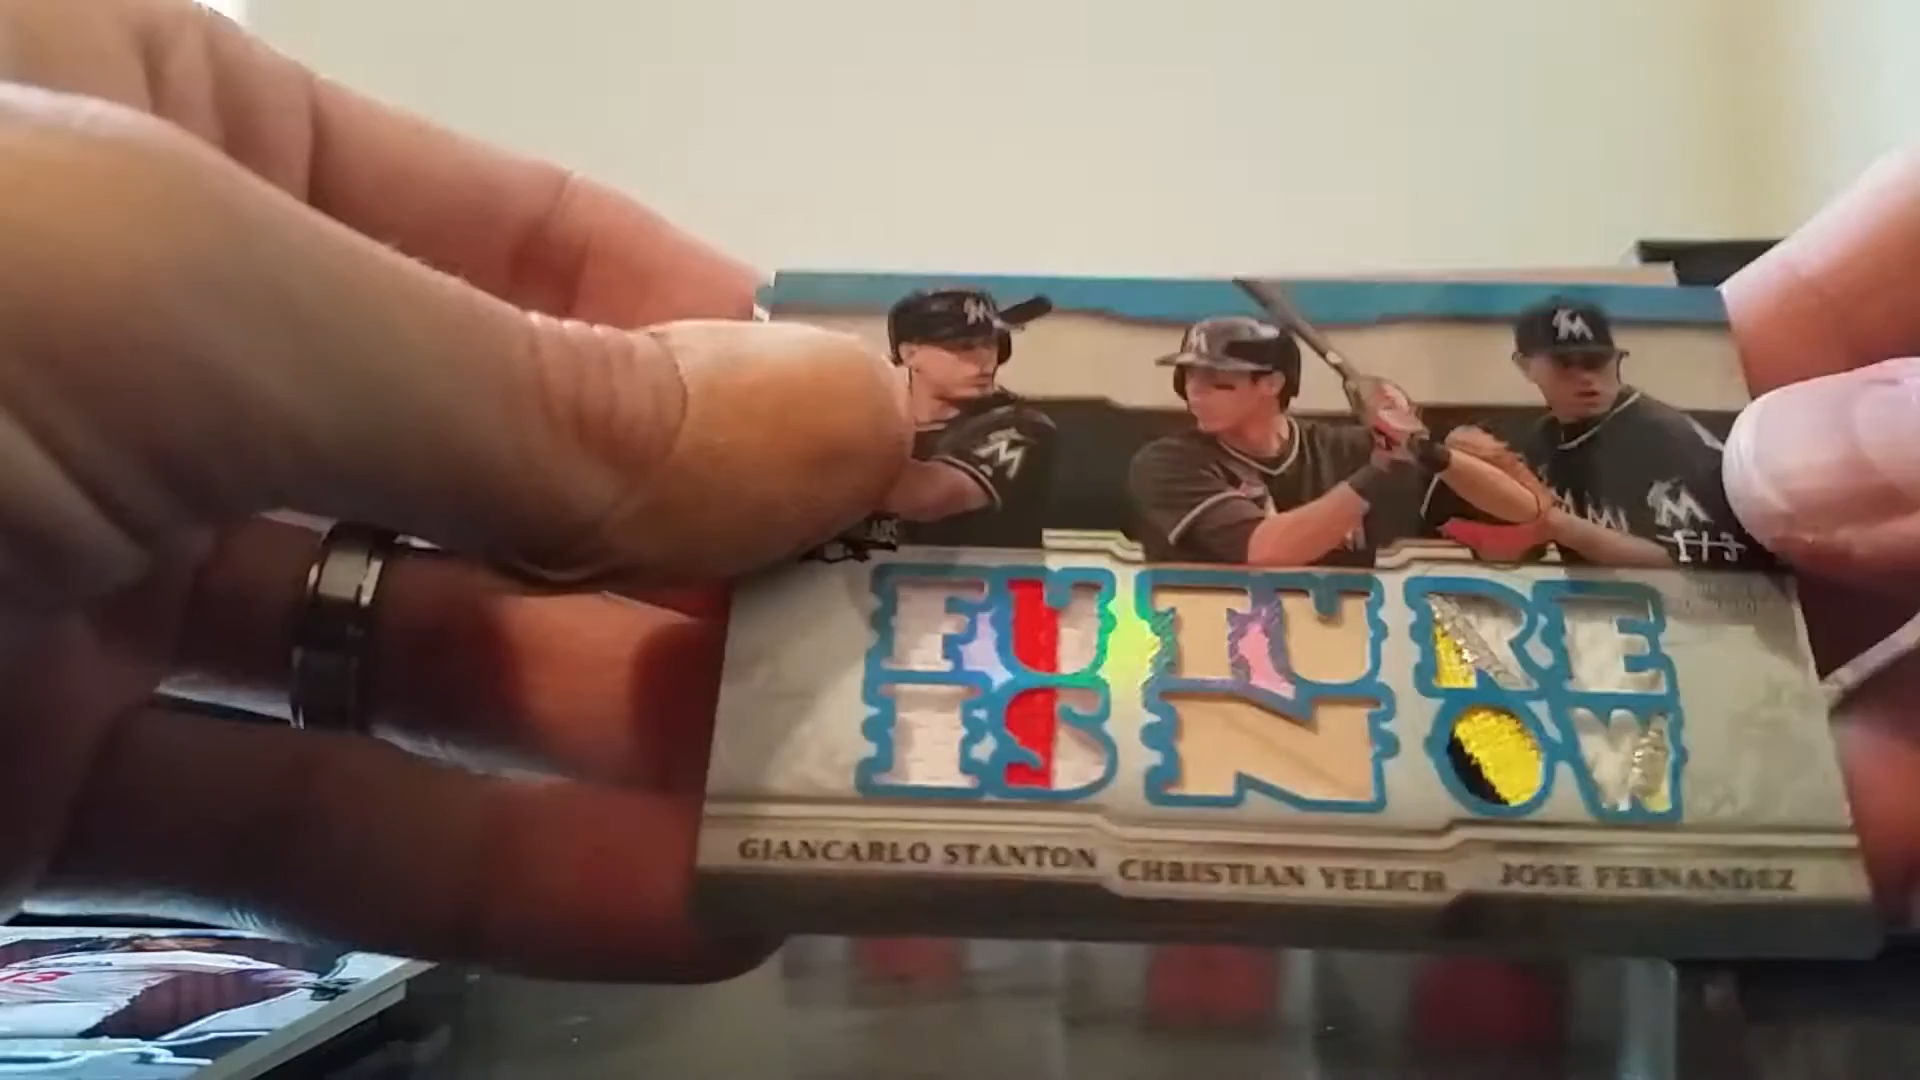 M
M
M
M
M
FUTURE
IS NOW
GIANCARLO STANTON
CHRISTIAN YELICH
JOSE FERNANDEZ